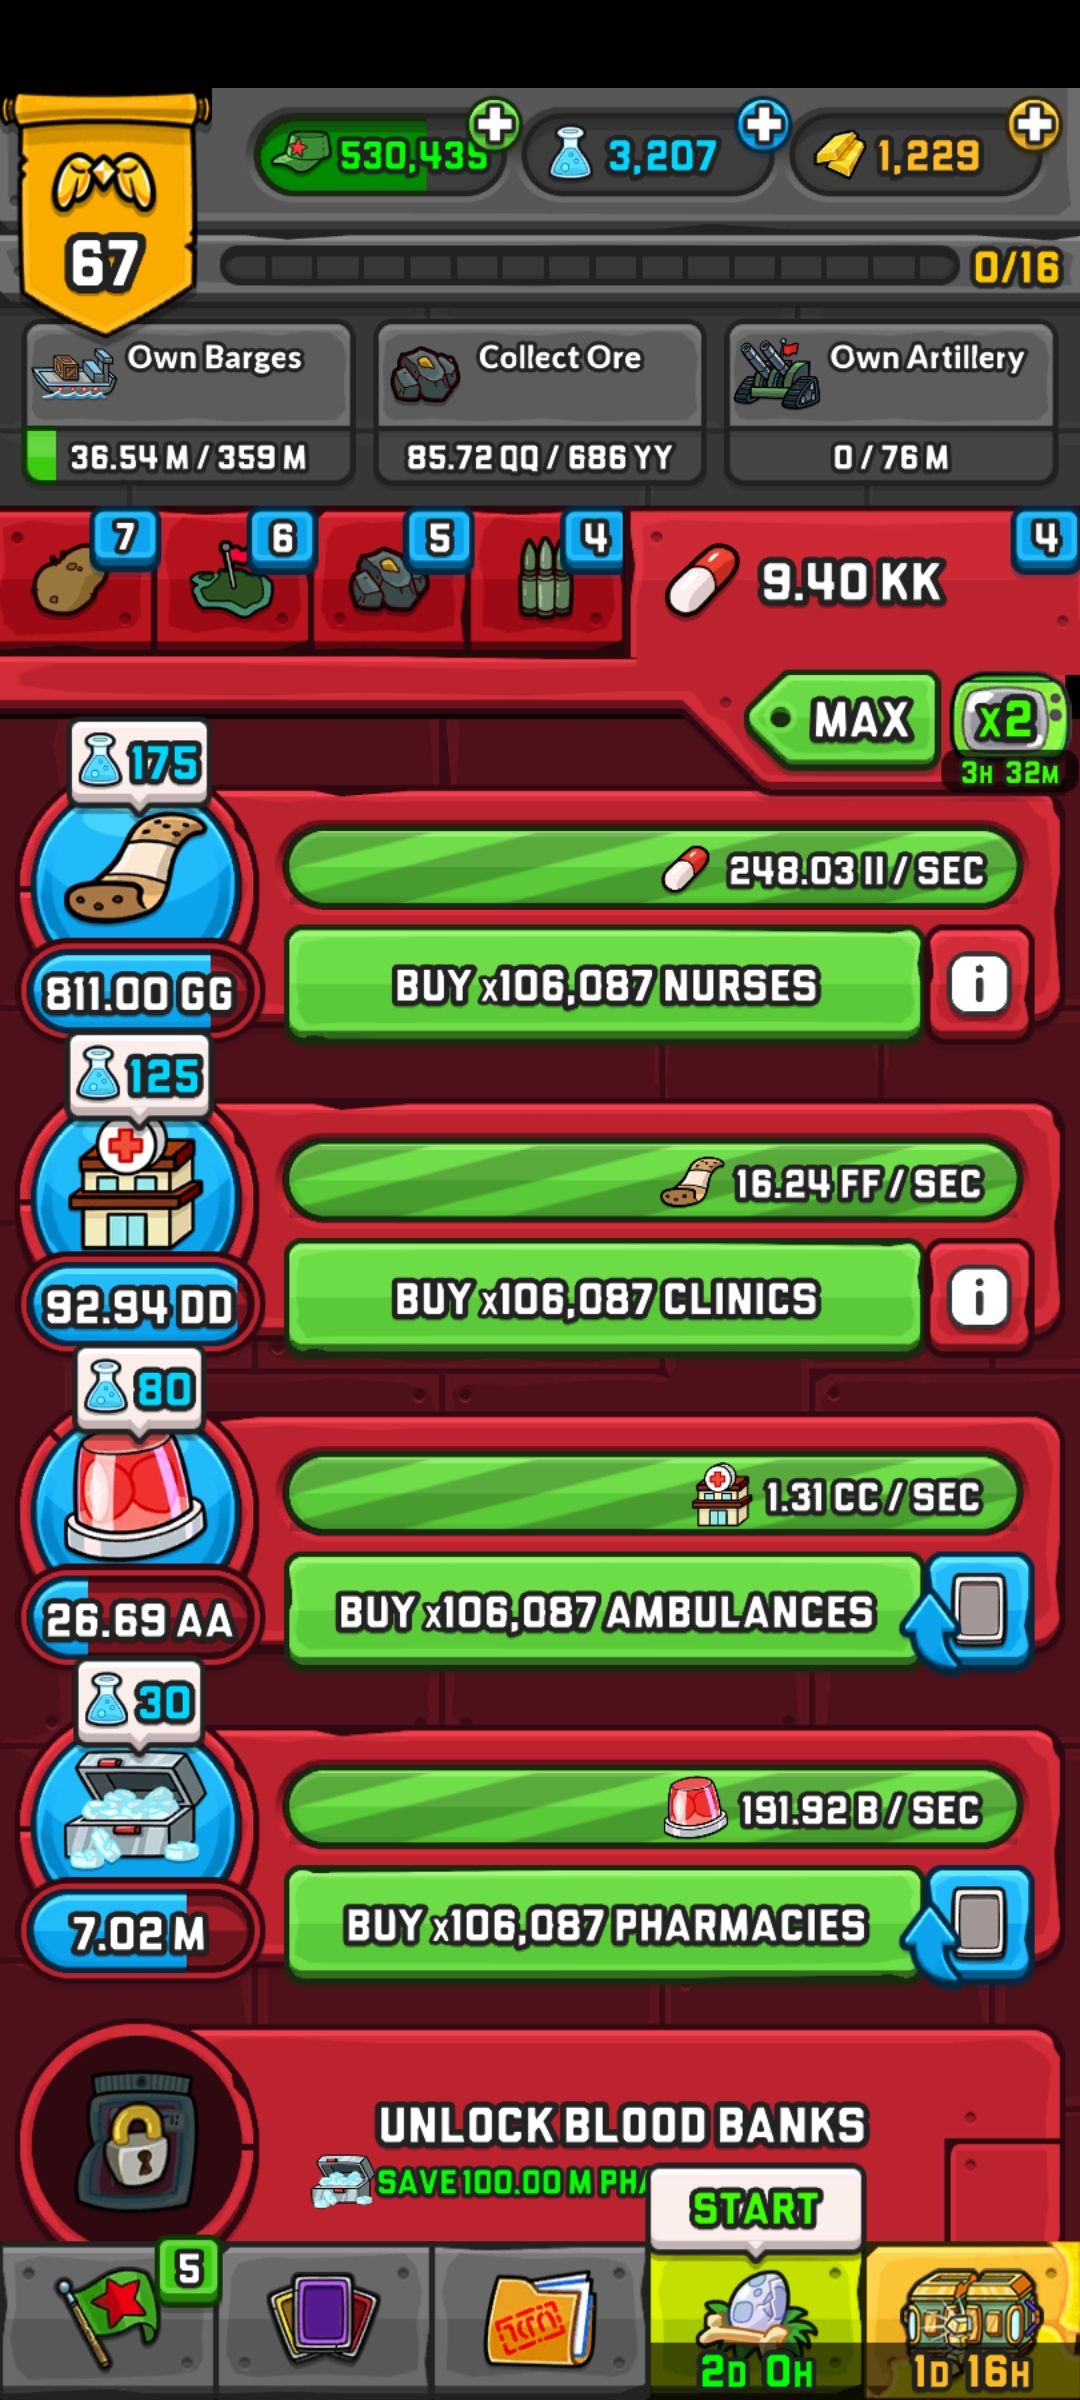 530,435
3,207
1,229
67
0/16
Own Barges
Collect Ore
Own Artillery
36.54 M / 359 M
85.72 QQ / 686 YY
0 / 76 M
7
6
5
4
9.40 KK
4
MAX
x2
3H 32M
175
248.03 II / SEC
811.00 GG
BUY x106,087 NURSES
i
125
16.24 FF / SEC
92.94 DD
BUY x106,087 CLINICS
i
80
1.31 CC / SEC
26.69 AA
BUY x106,087 AMBULANCES
30
191.92 B / SEC
7.02 M
BUY x106,087 PHARMACIES
UNLOCK BLOOD BANKS
SAVE 100.00 M PHA
START
5
2D 0H
1D 16H